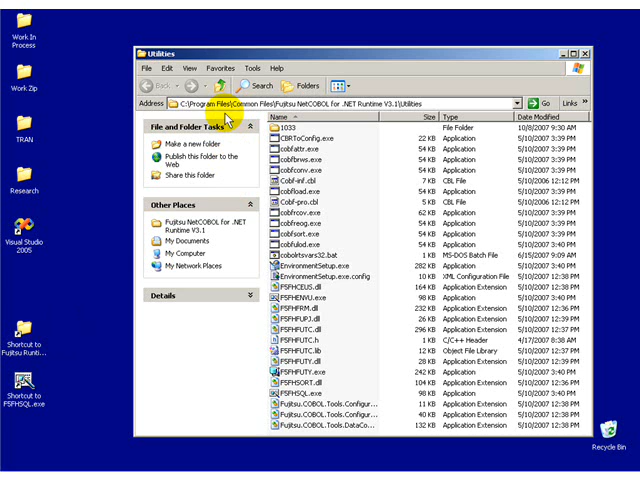 Work In
Process
Work Zip
TRAN
Research
Visual Studio
2005
Shortcut to
Fujitsu Runti...
Shortcut to
F5FHSQL.exe
Utilities
File Edit View Favorites Tools Help
Back Search Folders
Address C:\Program Files\Common Files\Fujitsu NetCOBOL for .NET Runtime V3.1\Utilities Go Links »
File and Folder Tasks
Make a new folder
Publish this folder to the
Web
Share this folder
Other Places
Fujitsu NetCOBOL for .NET
Runtime V3.1
My Documents
My Computer
My Network Places
Details
Name Size Type Date Modified
1033 File Folder 10/8/2007 9:30 AM
CBRToConfig.exe 22 KB Application 5/10/2007 3:39 PM
cobfattr.exe 54 KB Application 5/10/2007 3:39 PM
cobfbrws.exe 54 KB Application 5/10/2007 3:39 PM
cobfconv.exe 54 KB Application 5/10/2007 3:39 PM
Cobf-inf.cbl 7 KB CBL File 5/10/2006 12:12 PM
cobfload.exe 54 KB Application 5/10/2007 3:39 PM
Cobf-pro.cbl 5 KB CBL File 5/10/2006 12:12 PM
cobfrcov.exe 62 KB Application 5/10/2007 3:39 PM
cobfreog.exe 54 KB Application 5/10/2007 3:39 PM
cobfsort.exe 54 KB Application 5/10/2007 3:39 PM
cobfulod.exe 54 KB Application 5/10/2007 3:40 PM
cobolrtsvars32.bat 1 KB MS-DOS Batch File 6/15/2007 9:09 AM
EnvironmentSetup.exe 282 KB Application 5/10/2007 3:40 PM
EnvironmentSetup.exe.config 10 KB XML Configuration File 5/10/2007 12:38 PM
F5FHCEUS.dll 164 KB Application Extension 5/10/2007 12:38 PM
F5FHENVU.exe 98 KB Application 5/10/2007 3:40 PM
F5FHFRM.dll 232 KB Application Extension 5/10/2007 12:36 PM
F5FHFUPJ.dll 26 KB Application Extension 5/10/2007 12:39 PM
F5FHFUTC.dll 296 KB Application Extension 5/10/2007 12:37 PM
F5FHFUTC.h 1 KB C/C++ Header 4/17/2007 8:38 AM
F5FHFUTC.lib 12 KB Object File Library 5/10/2007 12:37 PM
F5FHFUTY.dll 28 KB Application Extension 5/10/2007 12:37 PM
F5FHFUTY.exe 242 KB Application 5/10/2007 3:40 PM
F5FHSORT.dll 104 KB Application Extension 5/10/2007 12:36 PM
F5FHSQL.exe 98 KB Application 5/10/2007 3:40 PM
Fujitsu.COBOL.Tools.Configur... 11 KB Application Extension 5/10/2007 12:38 PM
Fujitsu.COBOL.Tools.Configur... 40 KB Application Extension 5/10/2007 12:38 PM
Fujitsu.COBOL.Tools.DataCo... 132 KB Application Extension 5/10/2007 12:38 PM
Recycle Bin